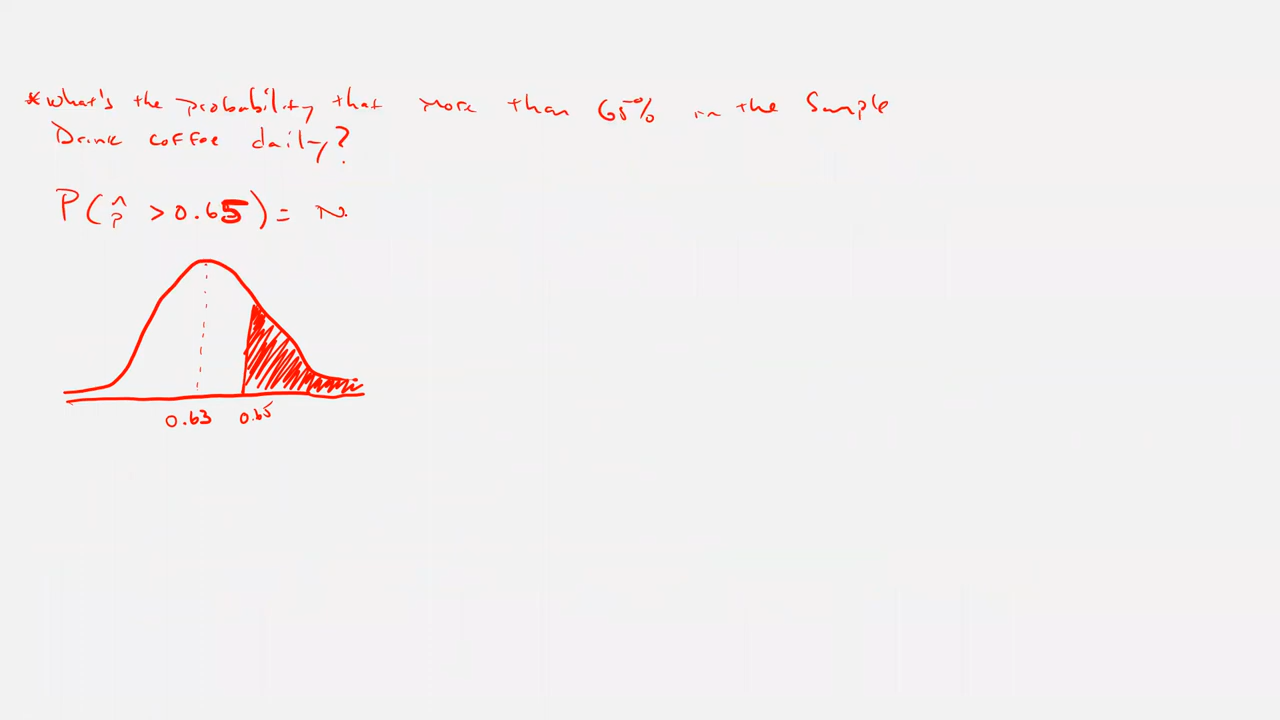 *What's the probability that more than 65% in the Sample
Drink coffee daily?
P(p̂ > 0.65) = N.
0.63 0.65